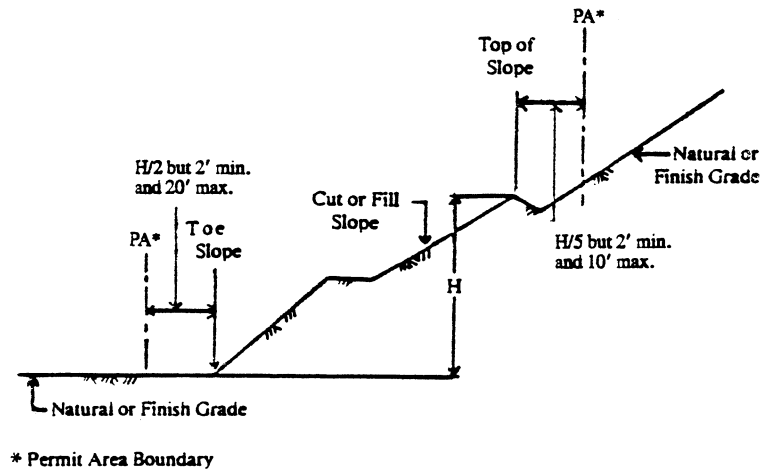 PA*
Top of
Slope
H/2 but 2' min.
and 20' max.
Natural or
Finish Grade
Cut or Fill
Slope
PA*
Toe
Slope
H/5 but 2' min.
and 10' max.
H
Natural or Finish Grade
* Permit Area Boundary